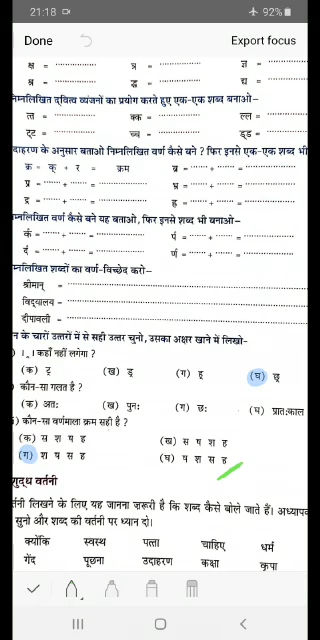 21:18 92%
Done Export focus
क्ष = ............ त्र = ............ ज्ञ = ............
श्र = ............ द्ध = ............ द्य = ............
निम्नलिखित द्वित्व व्यंजनों का प्रयोग करते हुए एक-एक शब्द बनाओ–
त्त = ............ क्क = ............ ल्ल = ............
ट्ट = ............ च्च = ............ ड्ड = ............
दाहरण के अनुसार बताओ निम्नलिखित वर्ण कैसे बने ? फिर इनसे एक-एक शब्द भी
क्र = क् + र = क्रम
प्र = ...... + ...... = ............
द्र = ...... + ...... = ............
म्नलिखित वर्ण कैसे बने यह बताओ, फिर इनसे शब्द भी बनाओ–
र्क = ...... + ...... = ............ र्प = ...... + ...... = ............
र्द = ...... + ...... = ............ र्ण = ...... + ...... = ............
म्नलिखित शब्दों का वर्ण-विच्छेद करो–
श्रीमान् = ............
विद्यालय = ............
दीपावली = ............
न के चारों उत्तरों में से सही उत्तर चुनो, उसका अक्षर खाने में लिखो-
कहाँ नहीं लगेगा ?
(क) ट् (ख) ड् (ग) ह् (घ) छ्
कौन-सा गलत है ?
(क) अतः (ख) पुनः (ग) छः (घ) प्रातःकाल
कौन-सा वर्णमाला क्रम सही है ?
(क) स श ष ह (ख) स ष श ह
(ग) श ष स ह (घ) ष श स ह
शुद्ध वर्तनी
र्तनी लिखने के लिए यह जानना ज़रूरी है कि शब्द कैसे बोले जाते हैं। अध्यापक
सुनो और शब्द की वर्तनी पर ध्यान दो।
क्योंकि स्वस्थ पत्ता चाहिए धर्म
गेंद पूछना उदाहरण कक्षा कृपा